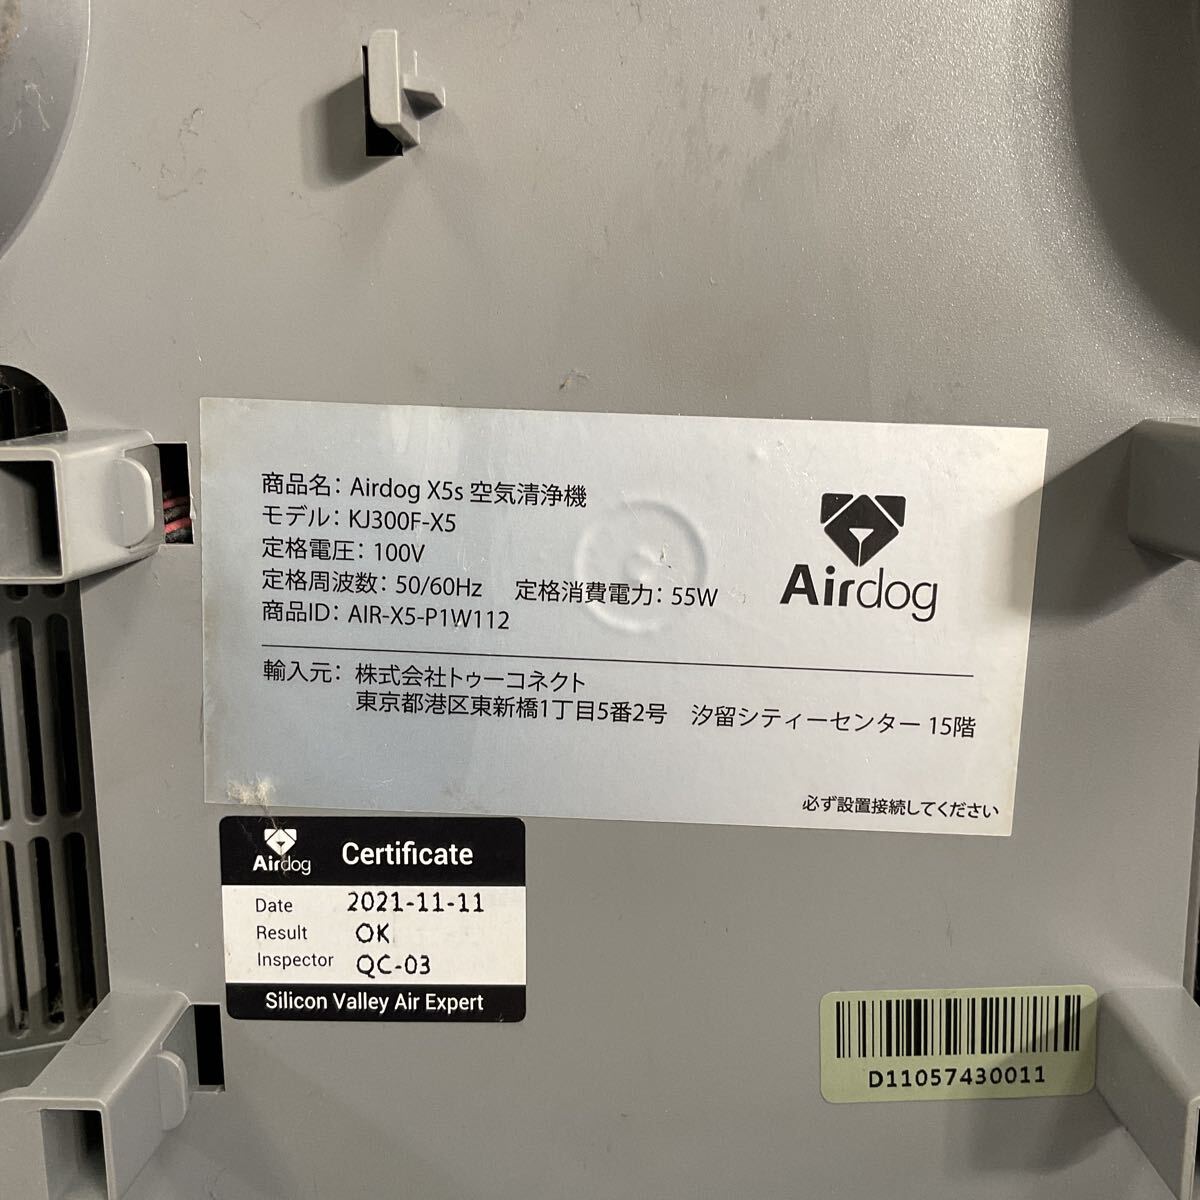 商品名： Airdog X5s 空気清浄機
モデル： KJ300F-X5
定格電圧： 100V
定格周波数： 50/60Hz 定格消費電力： 55W
商品ID： AIR-X5-P1W112
Airdog
輸入元： 株式会社トゥーコネクト
東京都港区東新橋1丁目5番2号 汐留シティーセンター 15階
必ず設置接続してください
Airdog Certificate
Date 2021-11-11
Result OK
Inspector QC-03
Silicon Valley Air Expert
D11057430011